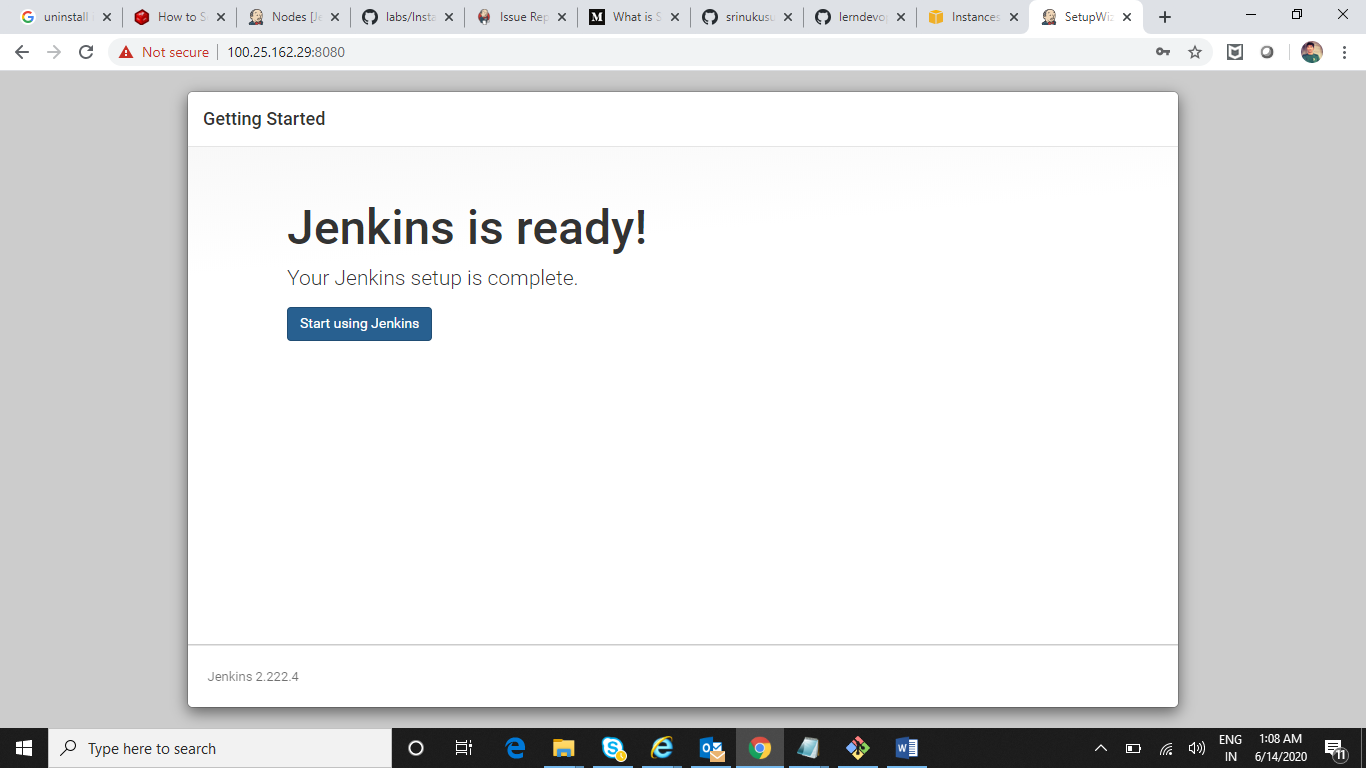 uninstall
How to S
Nodes [Je
labs/Insta
Issue Rep
What is S
srinukusu
lerndevop
Instances
SetupWiz
Not secure
100.25.162.29:8080
Getting Started
Jenkins is ready!
Your Jenkins setup is complete.
Start using Jenkins
Jenkins 2.222.4
Type here to search
ENG
IN
1:08 AM
6/14/2020
11